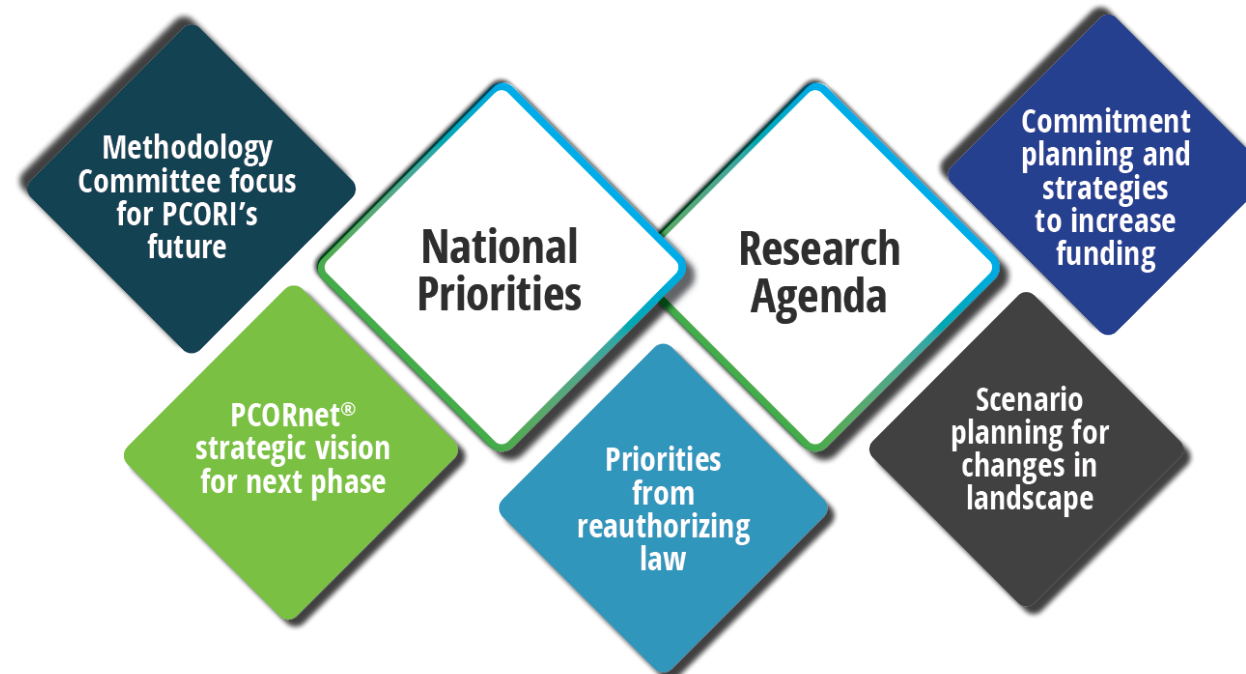 Methodology
Committee focus
for PCORI’s
future
National
Priorities
Research
Agenda
Commitment
planning and
strategies
to increase
funding
PCORnet®
strategic vision
for next phase
Priorities
from
reauthorizing
law
Scenario
planning for
changes in
landscape